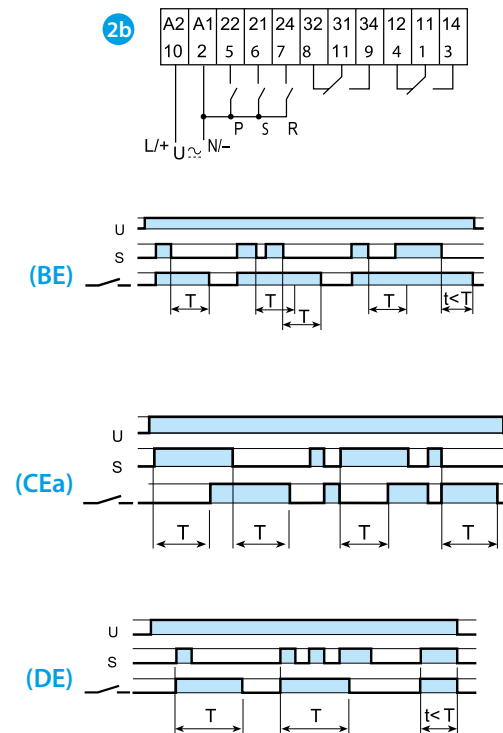 2b
A2 A1 22 21 24 32 31 34 12 11 14
10 2 5 6 7 8 11 9 4 1 3
P S R
L/+ U N/–
U
S
(BE)
T T T t<T
T
U
S
(CEa)
T T T T
U
S
(DE)
T T t< T